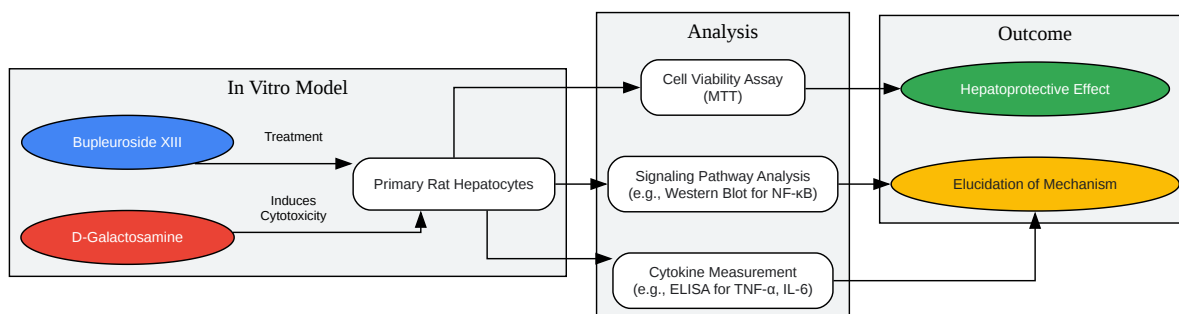 In Vitro Model
Bupleuroside XIII
Treatment
Induces
Cytotoxicity
D-Galactosamine
Primary Rat Hepatocytes
Analysis
Cell Viability Assay
(MTT)
Signaling Pathway Analysis
(e.g., Western Blot for NF-κB)
Cytokine Measurement
(e.g., ELISA for TNF-α, IL-6)
Outcome
Hepatoprotective Effect
Elucidation of Mechanism